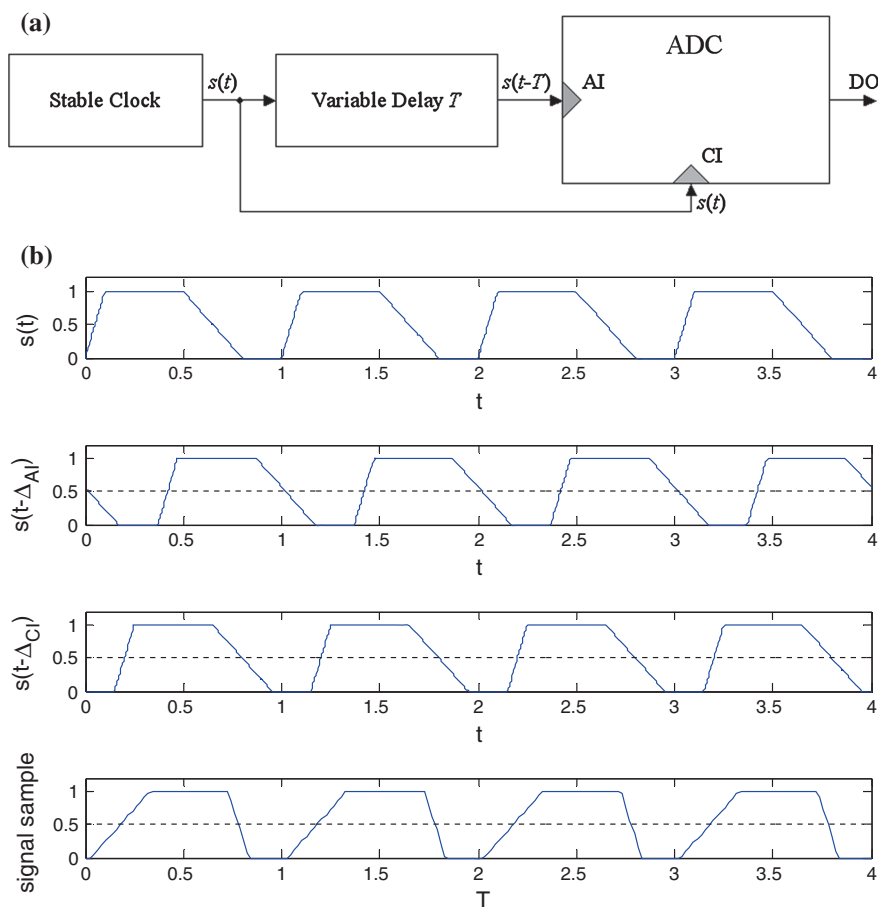 (a)
ADC
Stable Clock
s(t)
Variable Delay T
s(t-T)
AI
DO
CI
s(t)
(b)
s(t)
1
0.5
0
0 0.5 1 1.5 2 2.5 3 3.5 4
t
s(t-Δ_AI)
1
0.5
0
0 0.5 1 1.5 2 2.5 3 3.5 4
t
s(t-Δ_CI)
1
0.5
0
0 0.5 1 1.5 2 2.5 3 3.5 4
t
signal sample
1
0.5
0
0 0.5 1 1.5 2 2.5 3 3.5 4
T